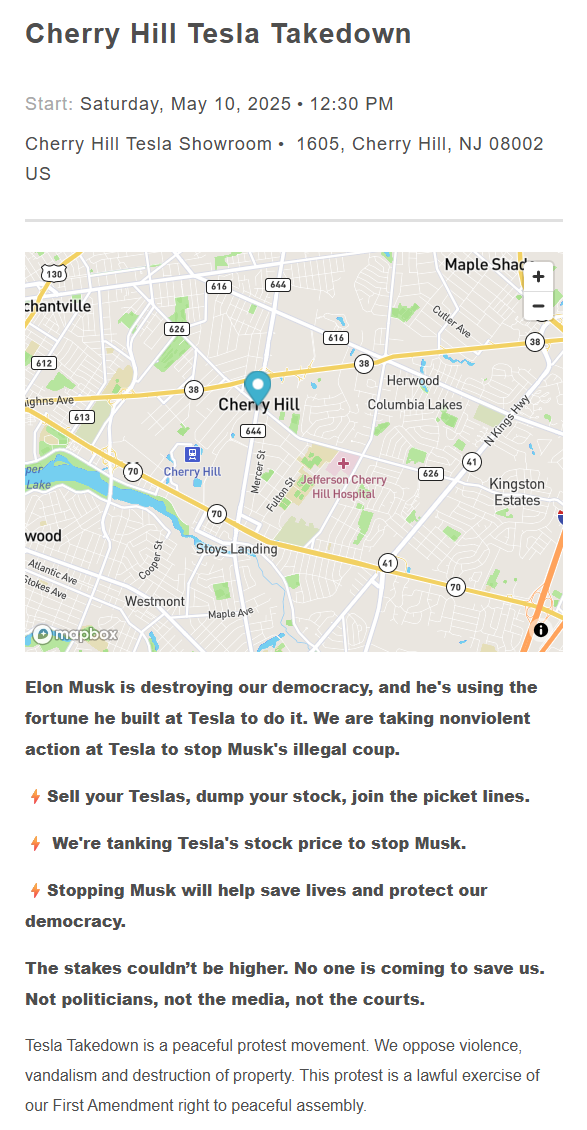 Cherry Hill Tesla Takedown
Start: Saturday, May 10, 2025 • 12:30 PM
Cherry Hill Tesla Showroom • 1605, Cherry Hill, NJ 08002
US
130
616
644
Maple Shad
+
−
chantville
626
616
Cutler Ave
38
612
38
38
Herwood
ighns Ave
613
Cherry Hill
Columbia Lakes
644
N Kings Hwy
70
Cherry Hill
Mercer St
Fulton St
Jefferson Cherry
Hill Hospital
626
41
per
Lake
Kingston
Estates
70
wood
Cooper St
Stoys Landing
41
Atlantic Ave
Stokes Ave
70
Westmont
Maple Ave
mapbox
i
Elon Musk is destroying our democracy, and he's using the
fortune he built at Tesla to do it. We are taking nonviolent
action at Tesla to stop Musk's illegal coup.
⚡Sell your Teslas, dump your stock, join the picket lines.
⚡ We're tanking Tesla's stock price to stop Musk.
⚡Stopping Musk will help save lives and protect our
democracy.
The stakes couldn’t be higher. No one is coming to save us.
Not politicians, not the media, not the courts.
Tesla Takedown is a peaceful protest movement. We oppose violence,
vandalism and destruction of property. This protest is a lawful exercise of
our First Amendment right to peaceful assembly.